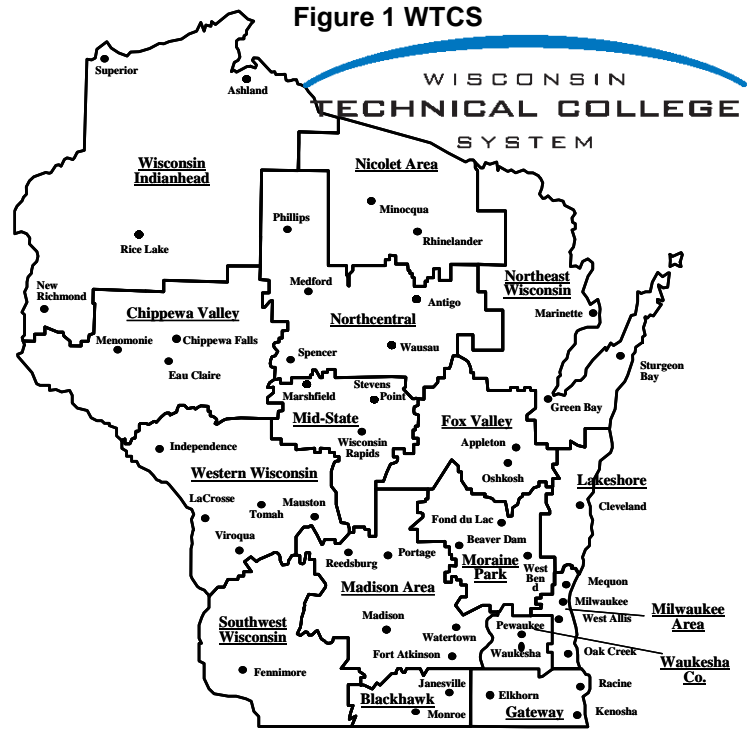 Figure 1 WTCS
WISCONSIN
TECHNICAL COLLEGE
SYSTEM
Superior
Ashland
Wisconsin
Indianhead
Nicolet Area
Minocqua
Phillips
Rhinelander
Rice Lake
New
Richmond
Medford
Northeast
Wisconsin
Antigo
Chippewa Valley
Northcentral
Marinette
Menomonie
Chippewa Falls
Wausau
Spencer
Eau Claire
Sturgeon
Bay
Marshfield
Stevens
Point
Green Bay
Mid-State
Fox Valley
Wisconsin
Rapids
Independence
Appleton
Oshkosh
Western Wisconsin
Lakeshore
LaCrosse
Tomah
Mauston
Cleveland
Viroqua
Fond du Lac
Beaver Dam
Reedsburg
Portage
Moraine
Park
West
Ben
d
Madison Area
Mequon
Milwaukee
Milwaukee
Area
West Allis
Southwest
Wisconsin
Madison
Watertown
Pewaukee
Waukesha
Fort Atkinson
Oak Creek
Waukesha
Co.
Fennimore
Janesville
Blackhawk
Monroe
Elkhorn
Gateway
Racine
Kenosha